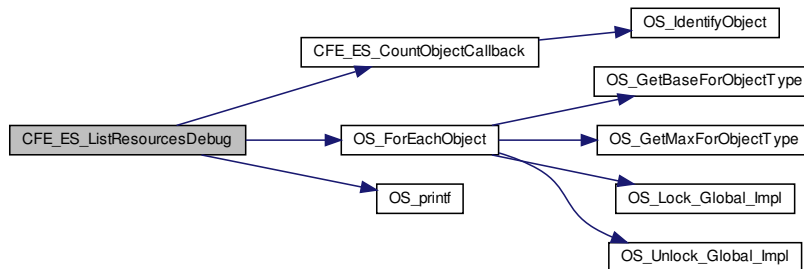 OS_IdentifyObject
CFE_ES_CountObjectCallback
OS_GetBaseForObjectType
CFE_ES_ListResourcesDebug
OS_ForEachObject
OS_GetMaxForObjectType
OS_printf
OS_Lock_Global_Impl
OS_Unlock_Global_Impl